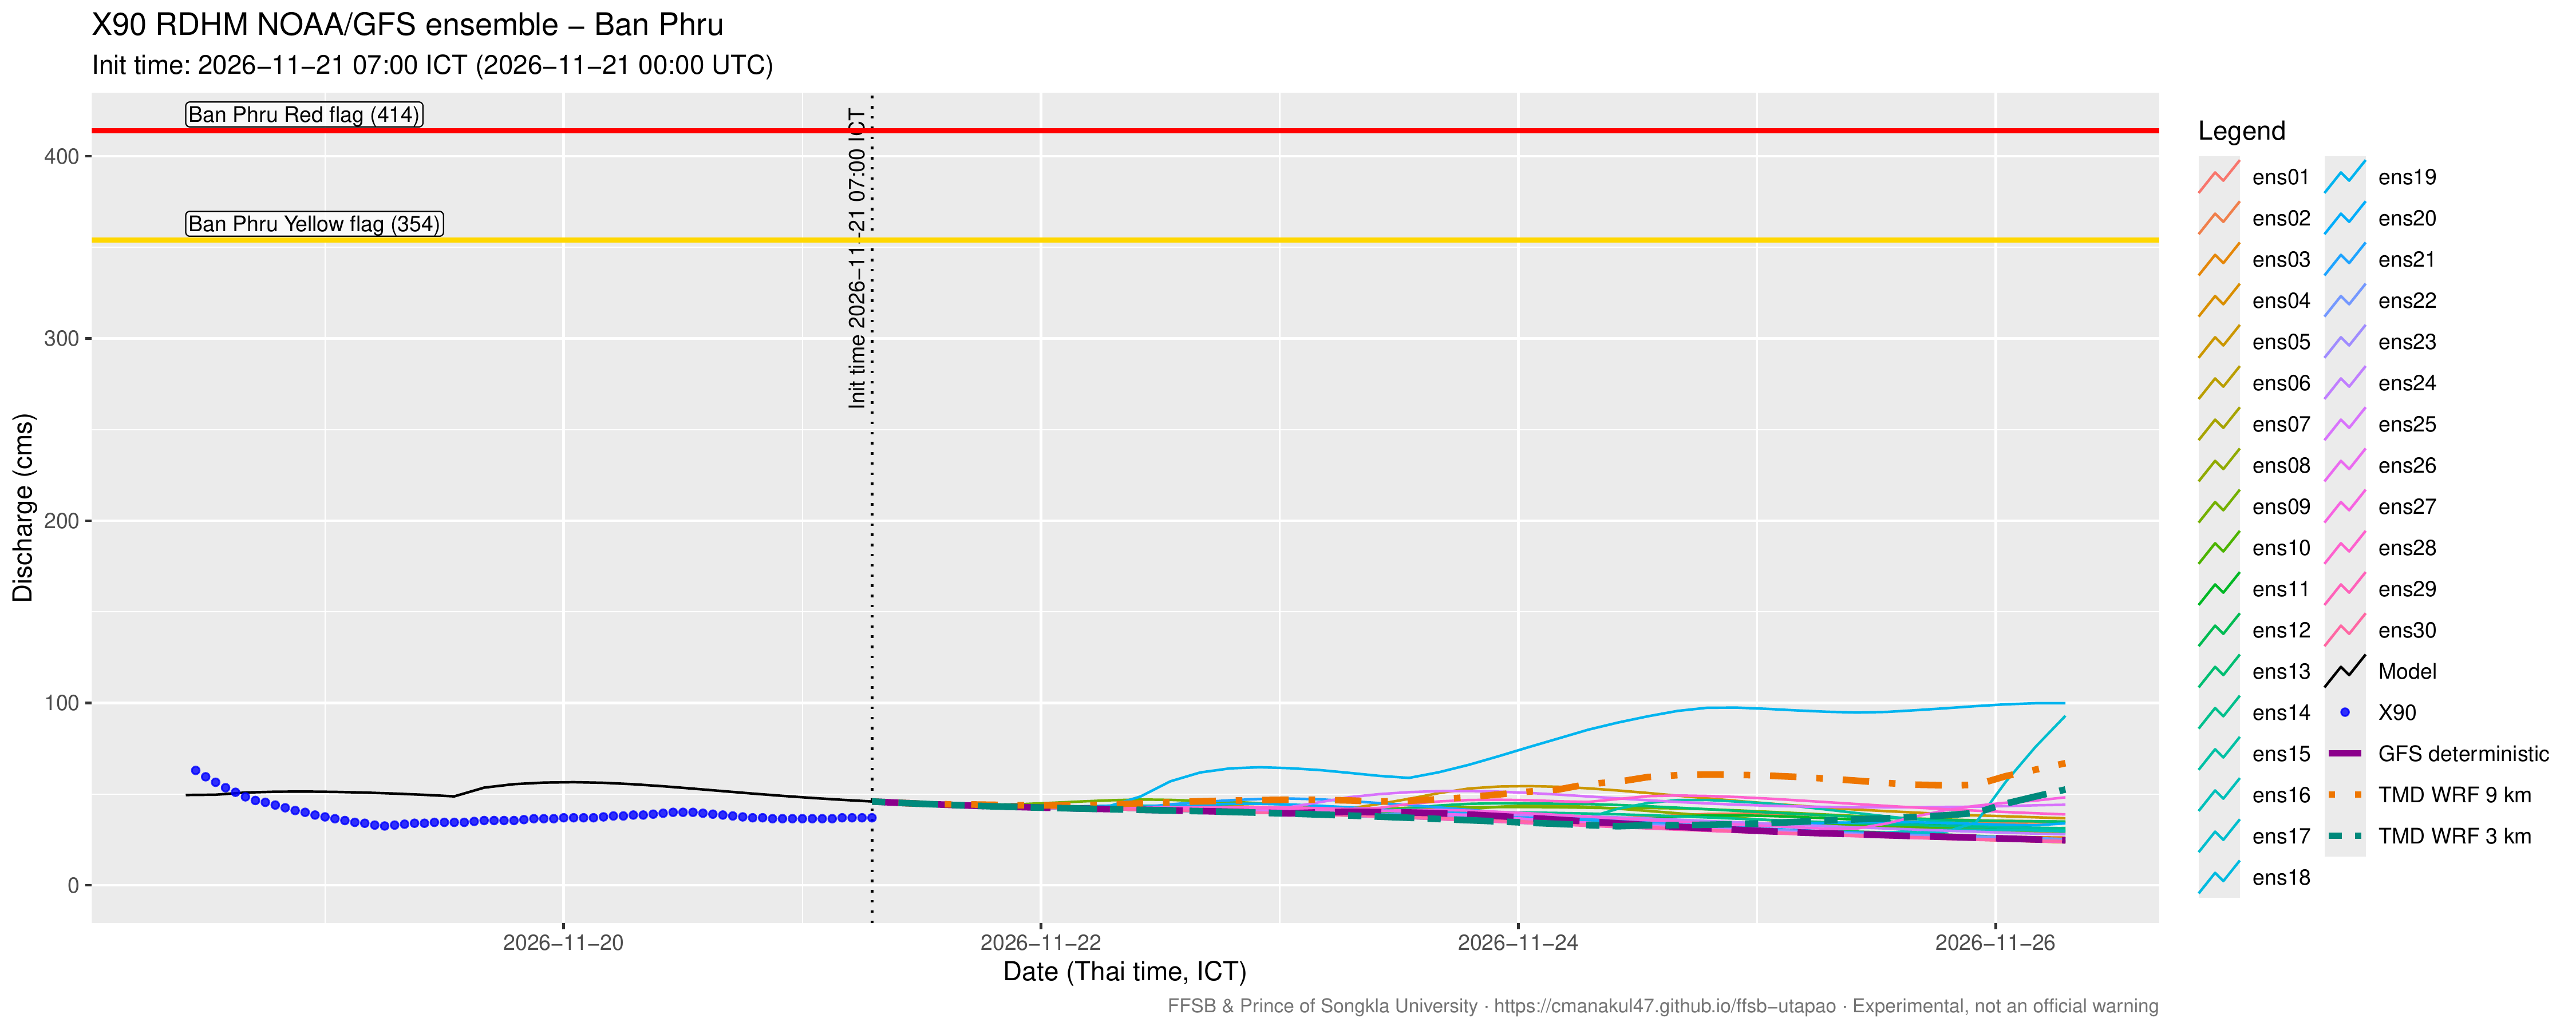 X90 RDHM NOAA/GFS ensemble – Ban Phru
Init time: 2026–11–21 07:00 ICT (2026–11–21 00:00 UTC)
Ban Phru Red flag (414)
Ban Phru Yellow flag (354)
Init time 2026–11–21 07:00 ICT
Discharge (cms)
400
300
200
100
0
2026–11–20
2026–11–22
2026–11–24
2026–11–26
Date (Thai time, ICT)
Legend
ens01
ens02
ens03
ens04
ens05
ens06
ens07
ens08
ens09
ens10
ens11
ens12
ens13
ens14
ens15
ens16
ens17
ens18
ens19
ens20
ens21
ens22
ens23
ens24
ens25
ens26
ens27
ens28
ens29
ens30
Model
X90
GFS deterministic
TMD WRF 9 km
TMD WRF 3 km
FFSB & Prince of Songkla University · https://cmanakul47.github.io/ffsb–utapao · Experimental, not an official warning